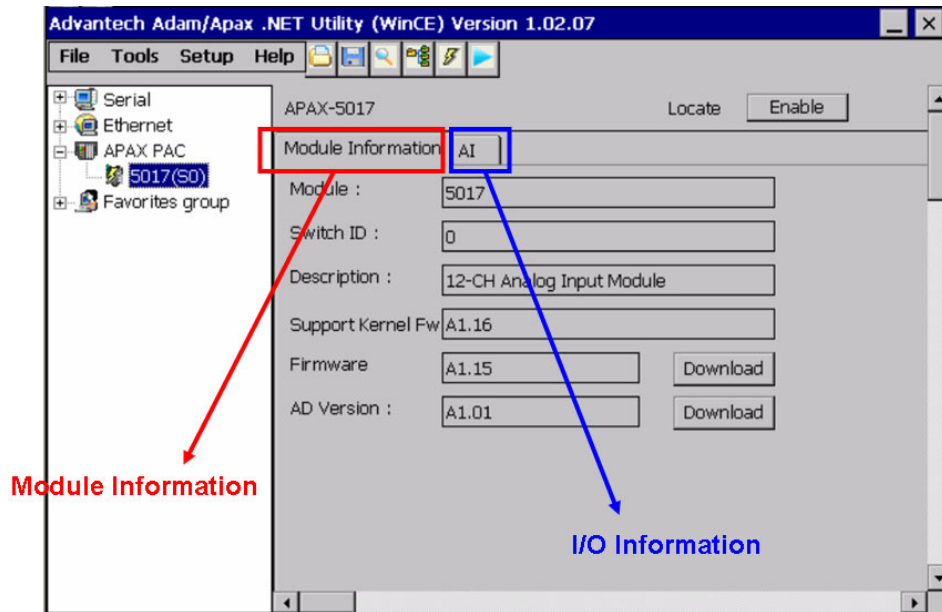 Advantech Adam/Apax .NET Utility (WinCE) Version 1.02.07
File Tools Setup Help
Serial
Ethernet
APAX PAC
5017(S0)
Favorites group
APAX-5017
Locate
Enable
Module Information
AI
Module :
5017
Switch ID :
0
Description :
12-CH Analog Input Module
Support Kernel Fw
A1.16
Firmware
A1.15
Download
AD Version :
A1.01
Download
Module Information
I/O Information